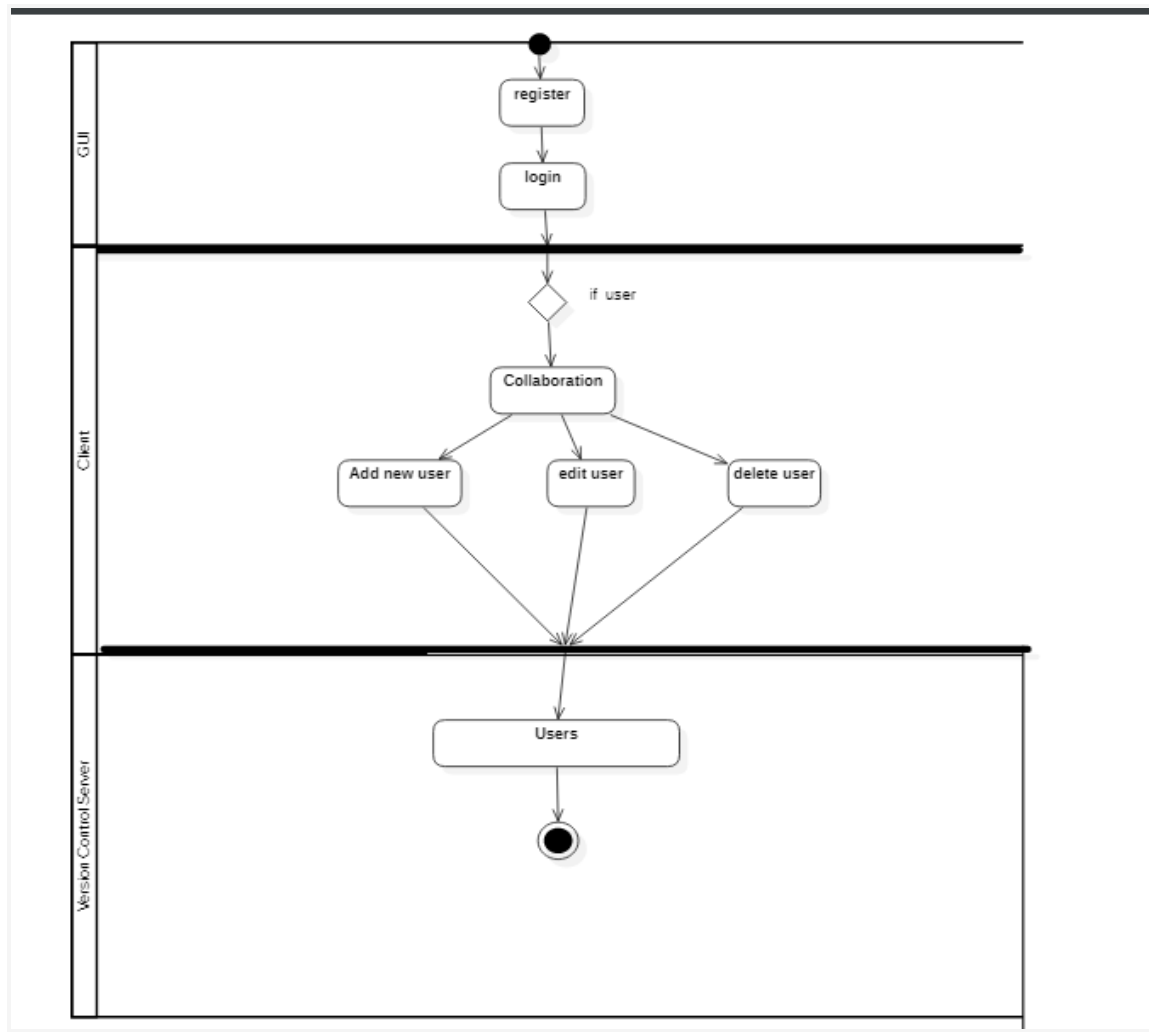 GUI
register
login
Client
if user
Collaboration
Add new user
edit user
delete user
Version Control Server
Users